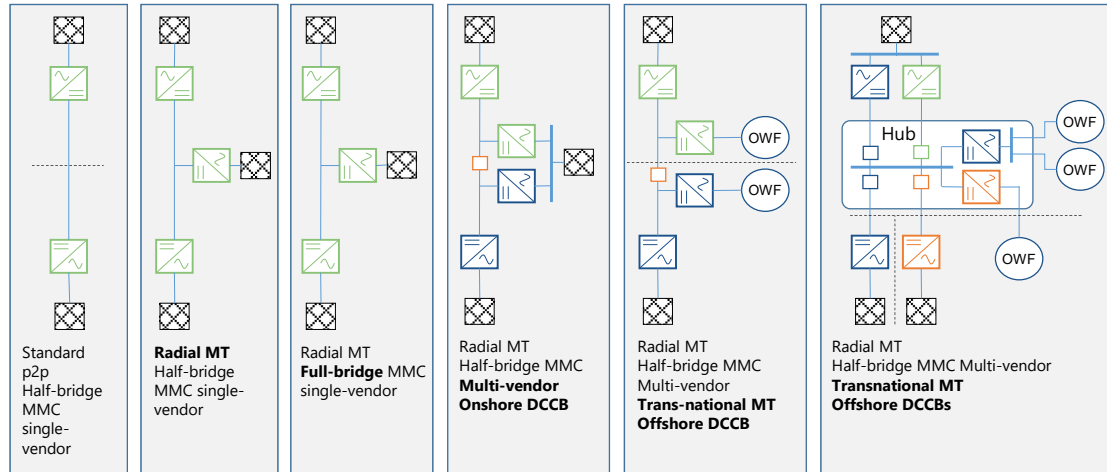 OWF
OWF
OWF
Hub
OWF
OWF
Standard
p2p
Half-bridge
MMC
single-
vendor
Radial MT
Half-bridge
MMC single-
vendor
Radial MT
Full-bridge MMC
single-vendor
Radial MT
Half-bridge MMC
Multi-vendor
Onshore DCCB
Radial MT
Half-bridge MMC
Multi-vendor
Trans-national MT
Offshore DCCB
Radial MT
Half-bridge MMC Multi-vendor
Transnational MT
Offshore DCCBs